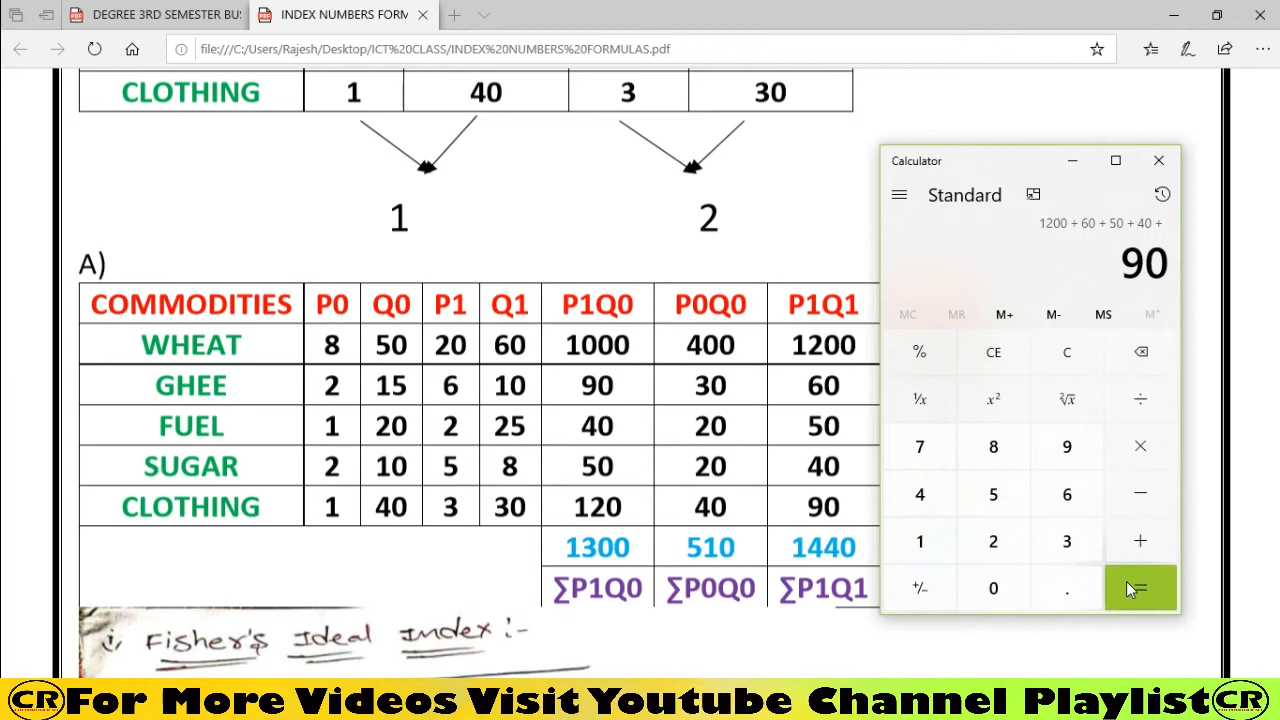 DEGREE 3RD SEMESTER BUS
INDEX NUMBERS FORM
file:///C:/Users/Rajesh/Desktop/ICT%20CLASS/INDEX%20NUMBERS%20FORMULAS.pdf
CLOTHING 1 40 3 30
1 2
A)
COMMODITIES P0 Q0 P1 Q1 P1Q0 P0Q0 P1Q1
WHEAT 8 50 20 60 1000 400 1200
GHEE 2 15 6 10 90 30 60
FUEL 1 20 2 25 40 20 50
SUGAR 2 10 5 8 50 20 40
CLOTHING 1 40 3 30 120 40 90
1300 510 1440
∑P1Q0 ∑P0Q0 ∑P1Q1
i, Fisher's Ideal Index :-
Calculator
Standard
1200 + 60 + 50 + 40 +
90
MC MR M+ M- MS M˅
% CE C
¹/x x² ²√x ÷
7 8 9 ×
4 5 6 −
1 2 3 +
+/− 0 . =
CR For More Videos Visit Youtube Channel Playlist CR